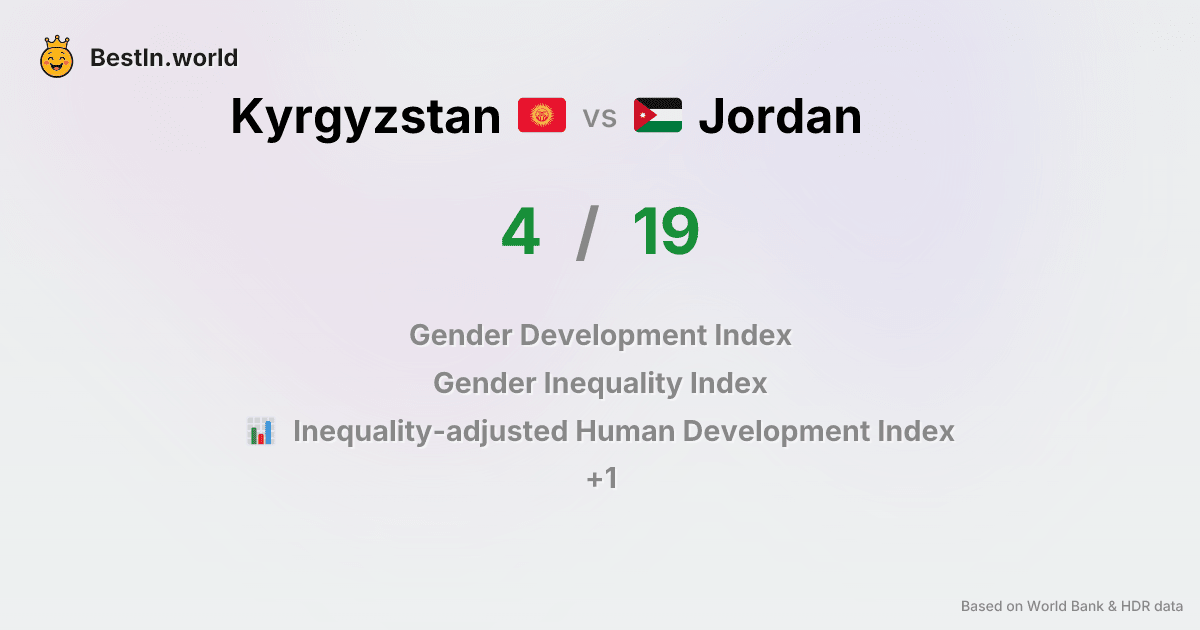 BestIn.world
Kyrgyzstan vs Jordan
4 / 19
Gender Development Index
Gender Inequality Index
Inequality-adjusted Human Development Index
+1
Based on World Bank & HDR data